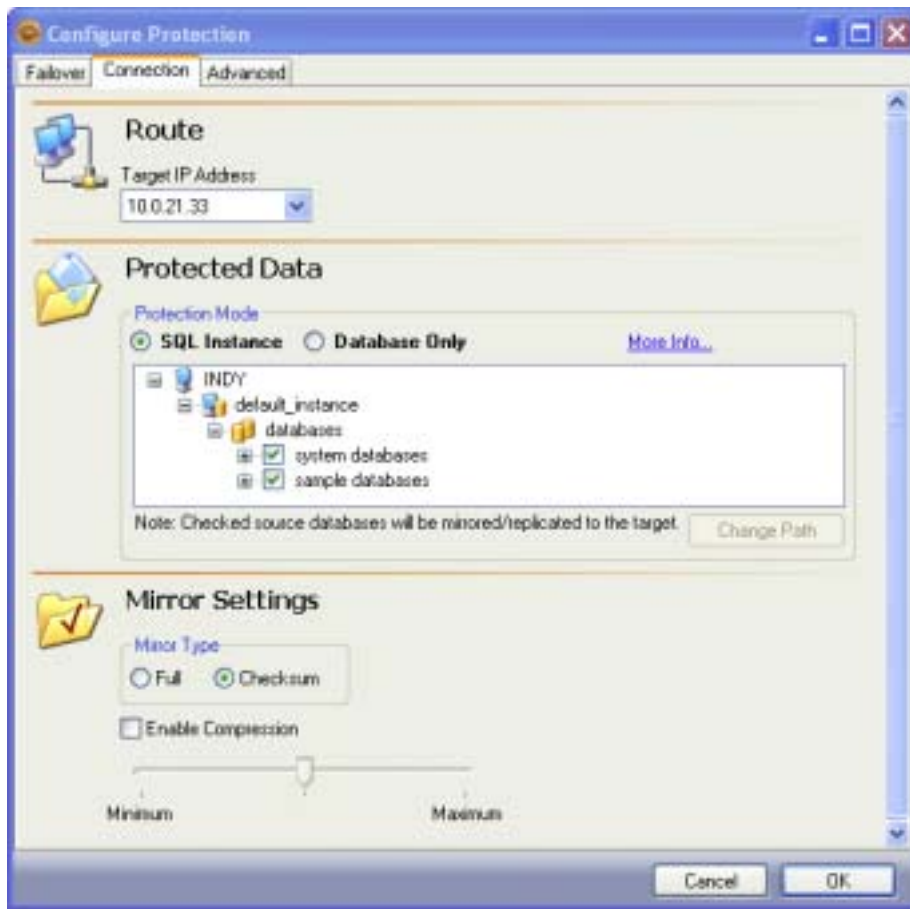 Configure Protection
Failover Connection Advanced
Route
Target IP Address
10.0.21.33
Protected Data
Protection Mode
SQL Instance Database Only More Info...
INDY
default_instance
databases
system databases
sample databases
Note: Checked source databases will be mirrored/replicated to the target.
Change Path
Mirror Settings
Mirror Type
Full Checksum
Enable Compression
Minimum Maximum
Cancel OK